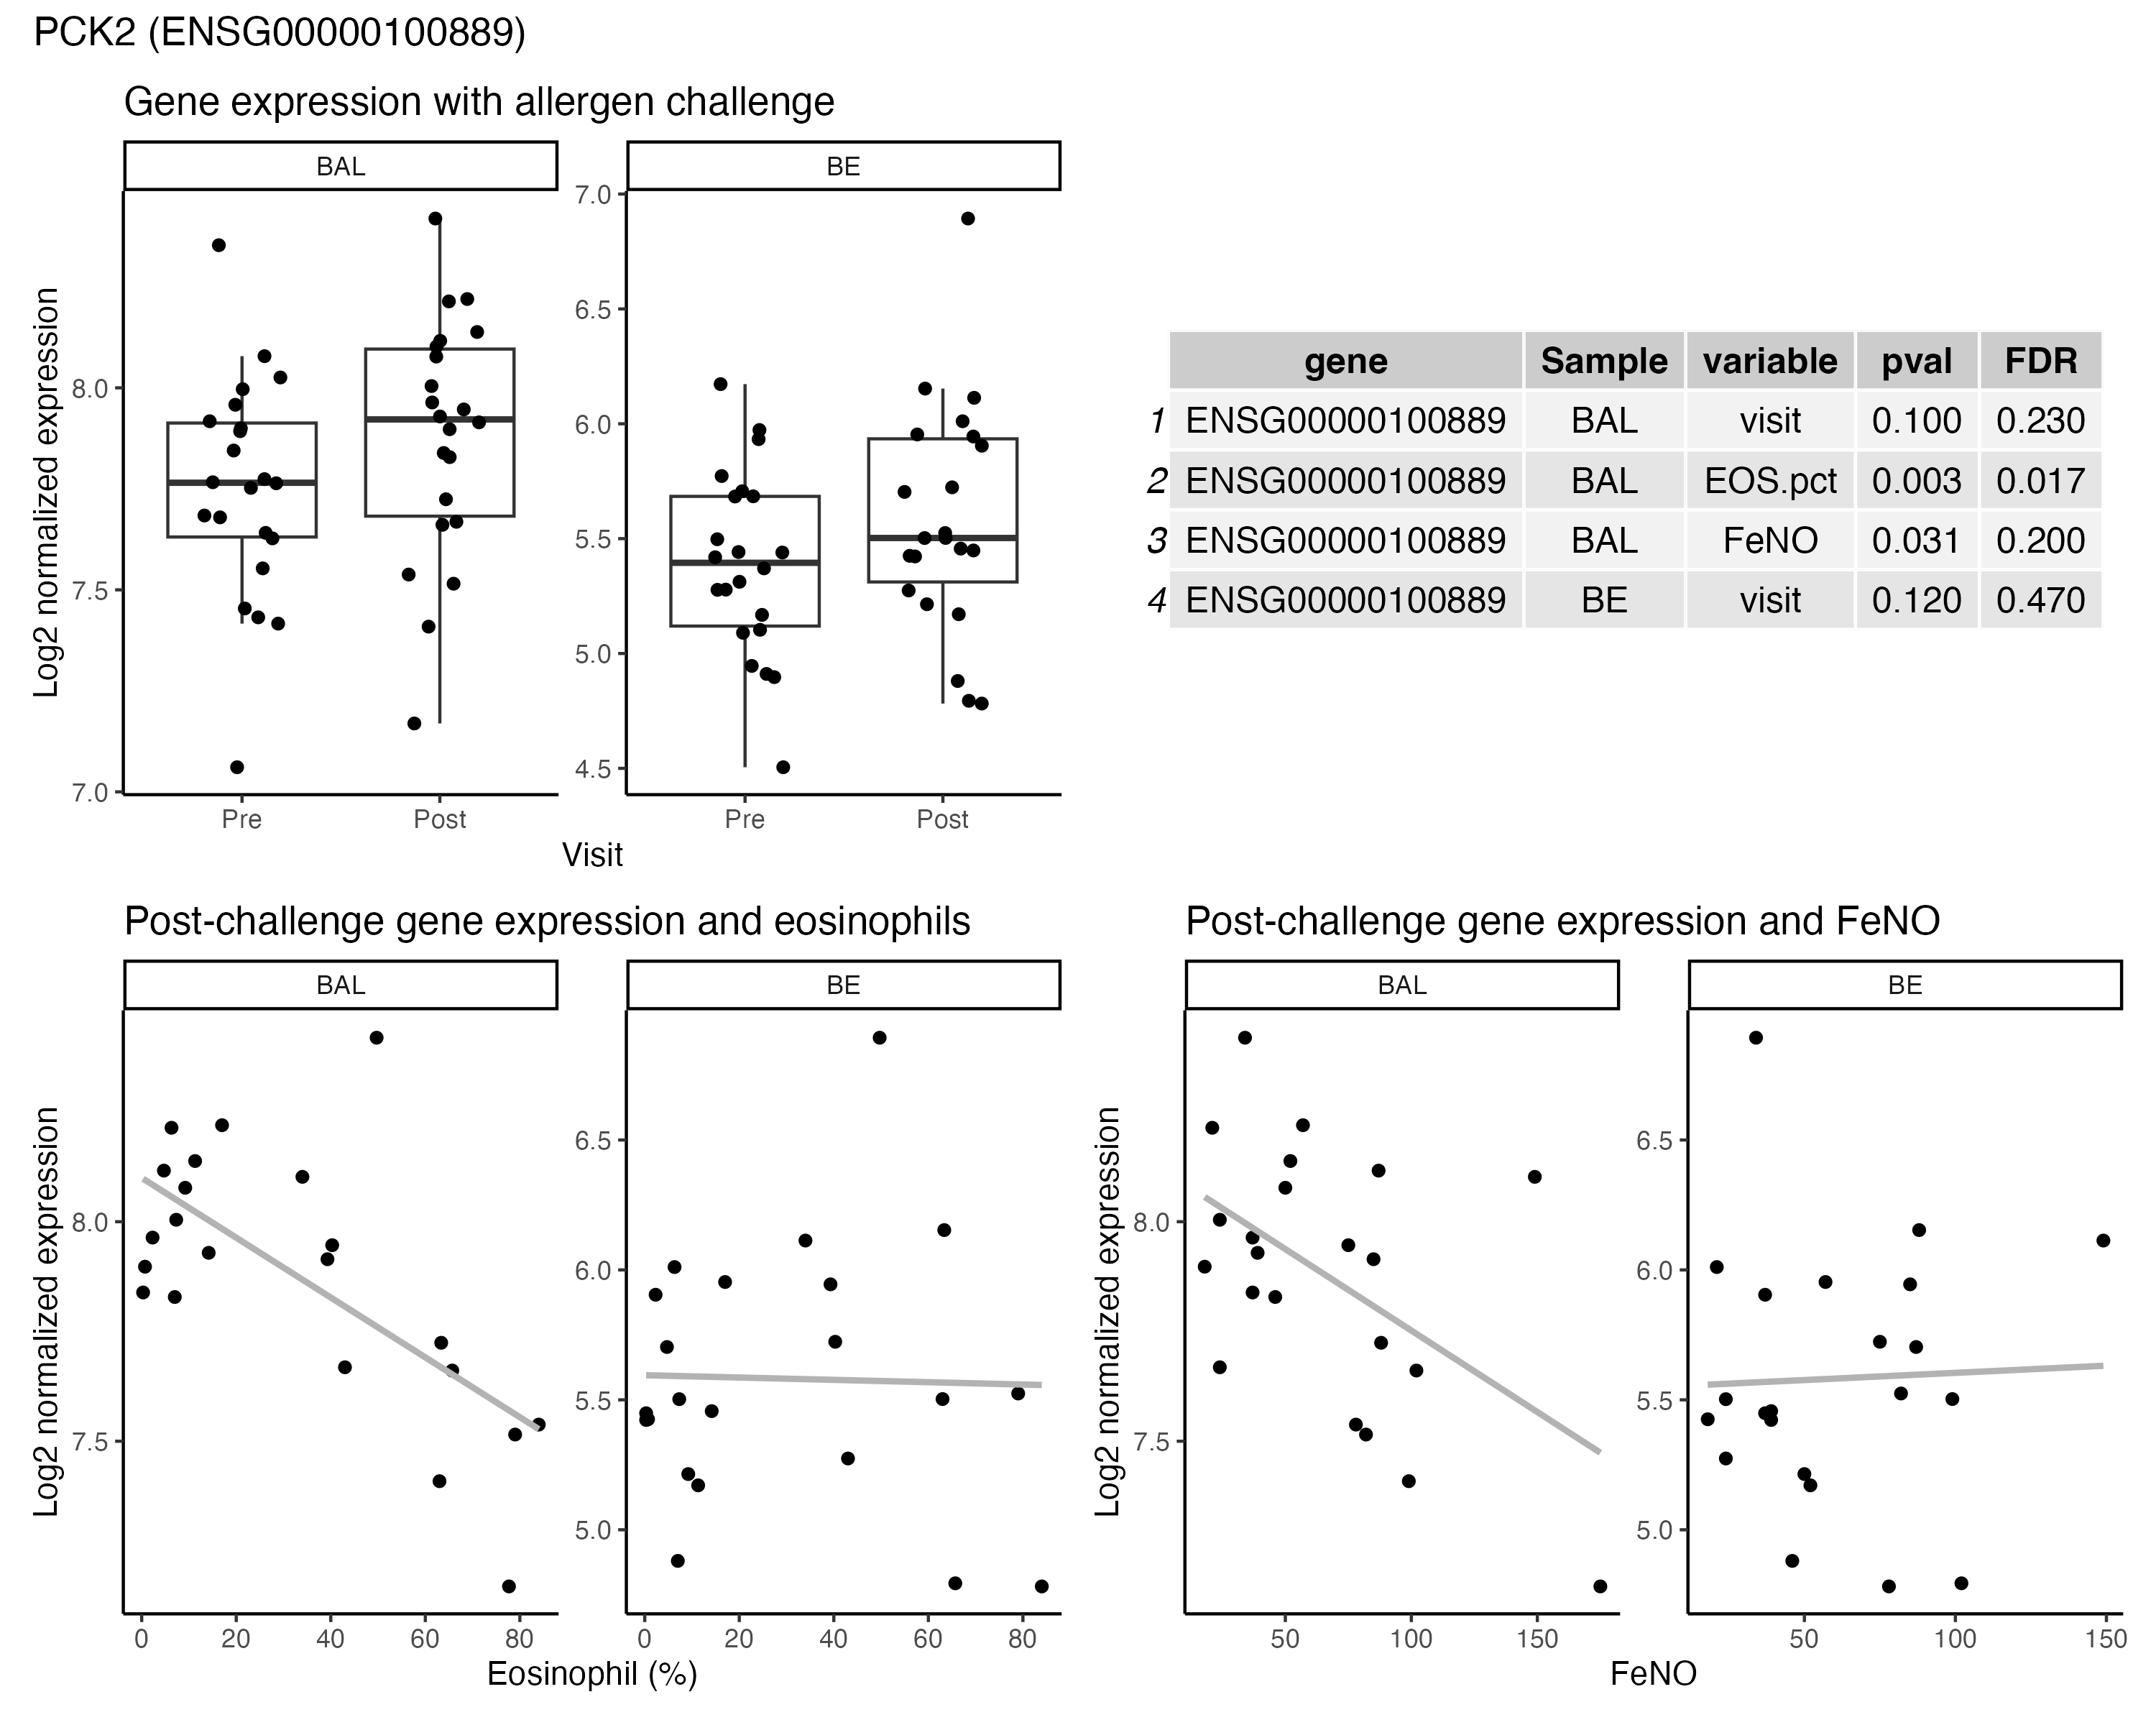 PCK2 (ENSG00000100889)
Gene expression with allergen challenge
BAL BE
Log2 normalized expression
8.0
7.5
7.0
7.0
6.5
6.0
5.5
5.0
4.5
Pre Post Pre Post
Visit
gene Sample variable pval FDR
1 ENSG00000100889 BAL visit 0.100 0.230
2 ENSG00000100889 BAL EOS.pct 0.003 0.017
3 ENSG00000100889 BAL FeNO 0.031 0.200
4 ENSG00000100889 BE visit 0.120 0.470
Post-challenge gene expression and eosinophils
BAL BE
Log2 normalized expression
8.0
7.5
6.5
6.0
5.5
5.0
0 20 40 60 80 0 20 40 60 80
Eosinophil (%)
Post-challenge gene expression and FeNO
BAL BE
Log2 normalized expression
8.0
7.5
6.5
6.0
5.5
5.0
50 100 150 50 100 150
FeNO